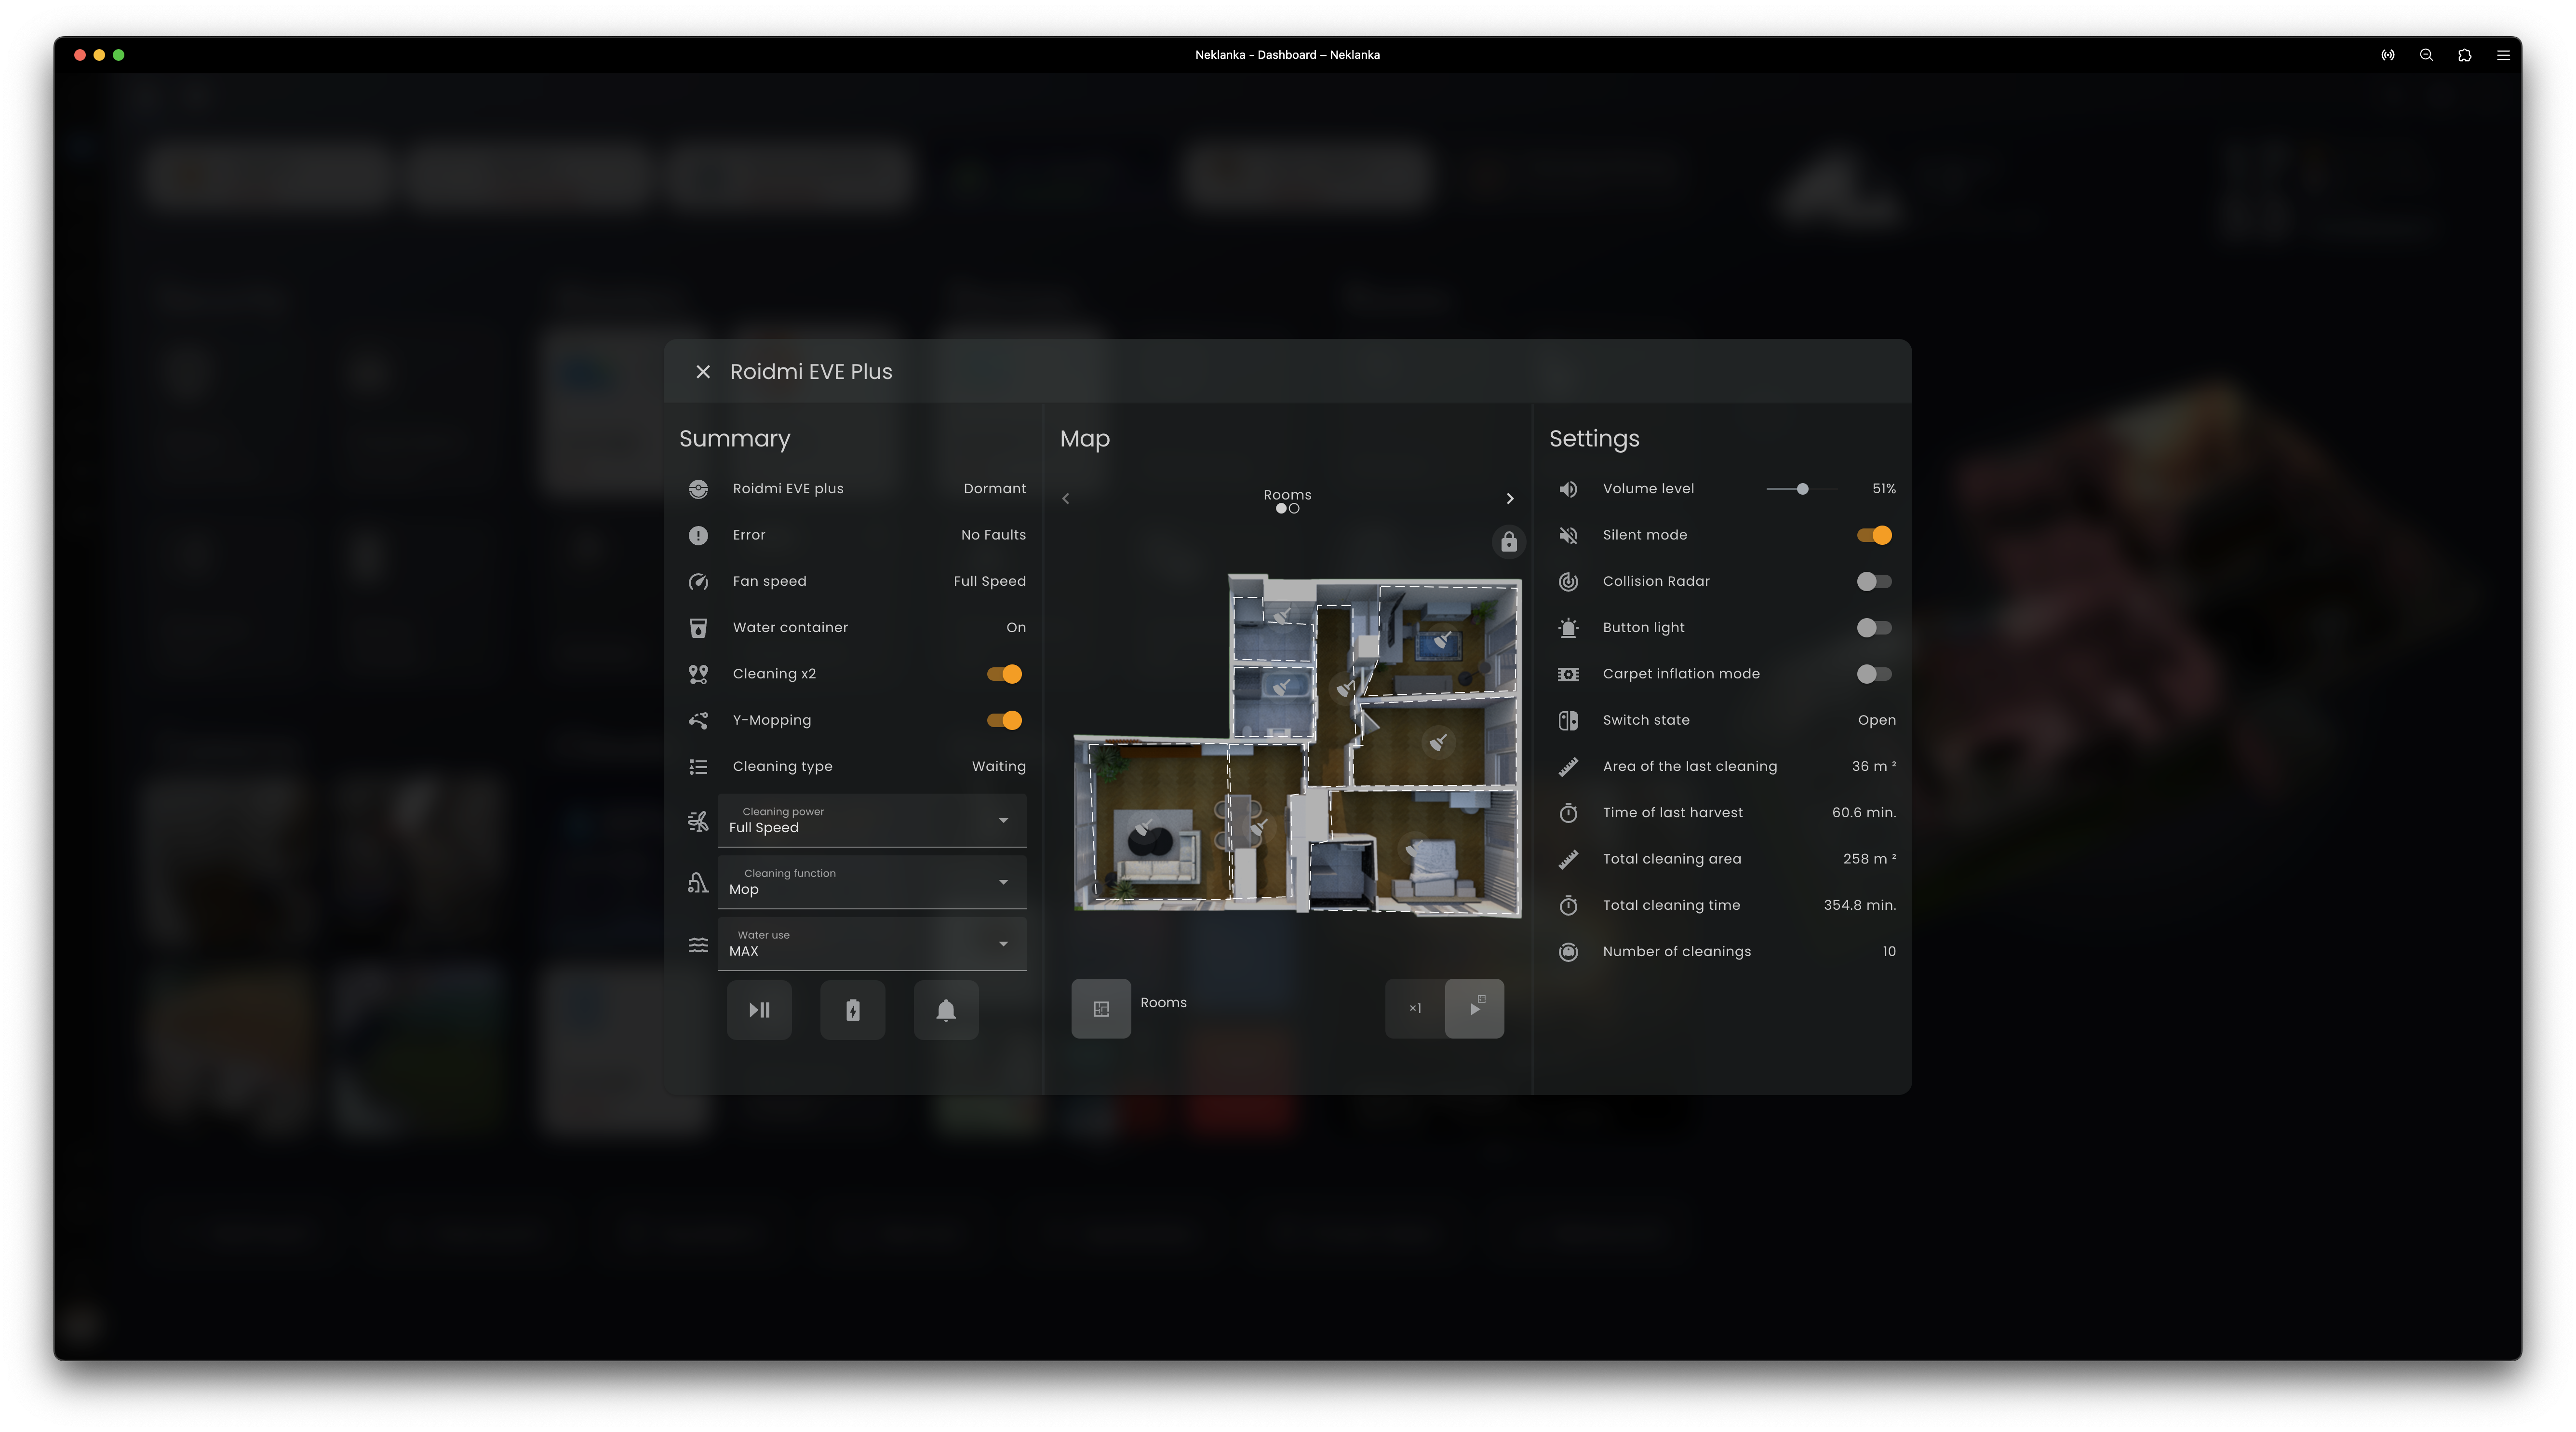 Neklanka - Dashboard – Neklanka
Roidmi EVE Plus
Summary
Roidmi EVE plus Dormant
Error No Faults
Fan speed Full Speed
Water container On
Cleaning x2
Y-Mopping
Cleaning type Waiting
Cleaning power
Full Speed
Cleaning function
Mop
Water use
MAX
Map
Rooms
Rooms
×1
Settings
Volume level 51%
Silent mode
Collision Radar
Button light
Carpet inflation mode
Switch state Open
Area of the last cleaning 36 m ²
Time of last harvest 60.6 min.
Total cleaning area 258 m ²
Total cleaning time 354.8 min.
Number of cleanings 10